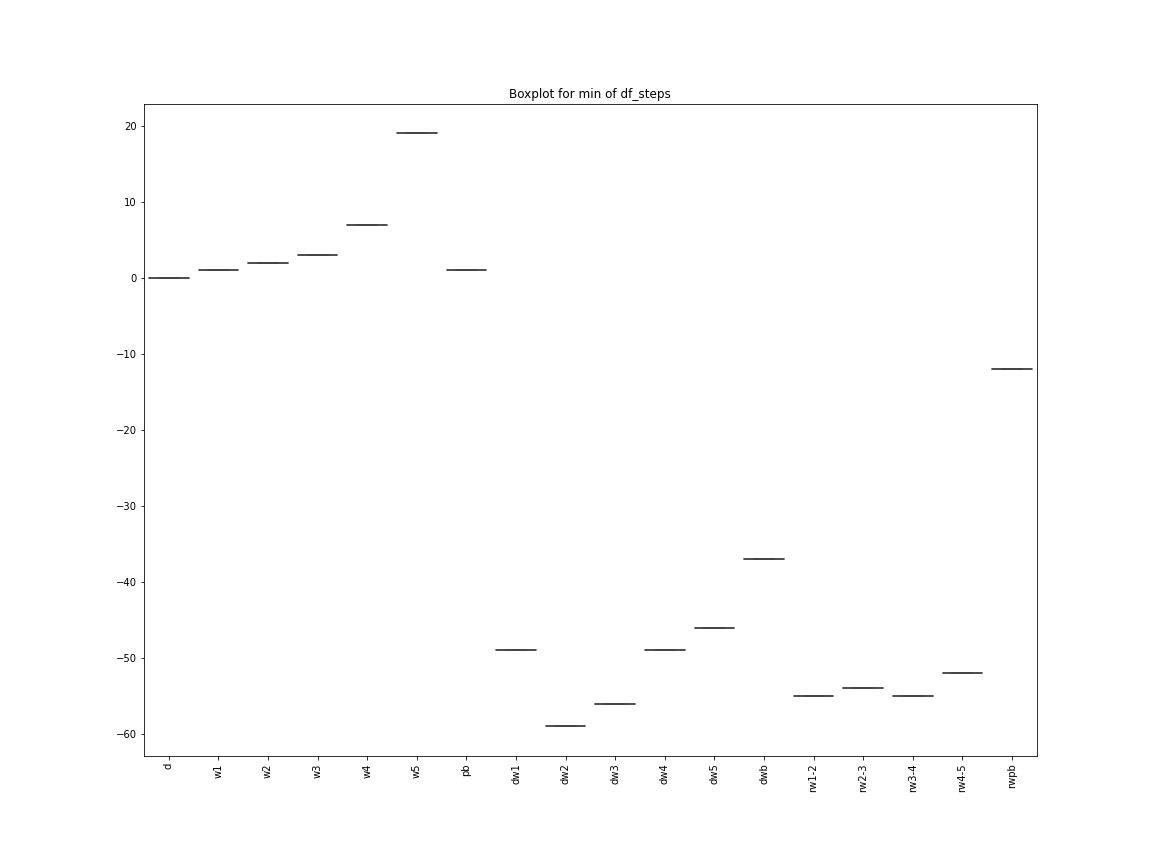 Boxplot for min of df_steps
20
10
0
−10
−20
−30
−40
−50
−60
d
w1
w2
w3
w4
w5
pb
dw1
dw2
dw3
dw4
dw5
dwb
rw1-2
rw2-3
rw3-4
rw4-5
rwpb